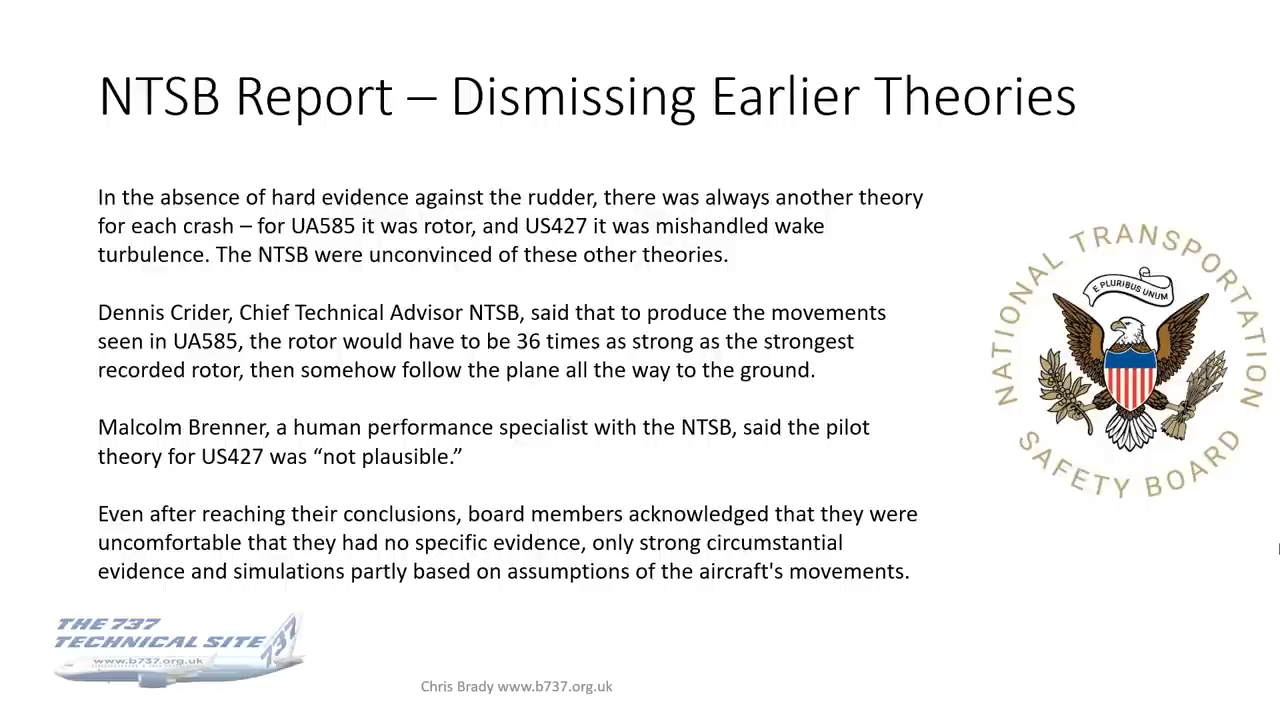 NTSB Report – Dismissing Earlier Theories
In the absence of hard evidence against the rudder, there was always another theory
for each crash – for UA585 it was rotor, and US427 it was mishandled wake
turbulence. The NTSB were unconvinced of these other theories.
Dennis Crider, Chief Technical Advisor NTSB, said that to produce the movements
seen in UA585, the rotor would have to be 36 times as strong as the strongest
recorded rotor, then somehow follow the plane all the way to the ground.
Malcolm Brenner, a human performance specialist with the NTSB, said the pilot
theory for US427 was “not plausible.”
Even after reaching their conclusions, board members acknowledged that they were
uncomfortable that they had no specific evidence, only strong circumstantial
evidence and simulations partly based on assumptions of the aircraft's movements.
NATIONAL TRANSPORTATION
E PLURIBUS UNUM
SAFETY BOARD
THE 737
TECHNICAL SITE
737
www.b737.org.uk
Chris Brady www.b737.org.uk